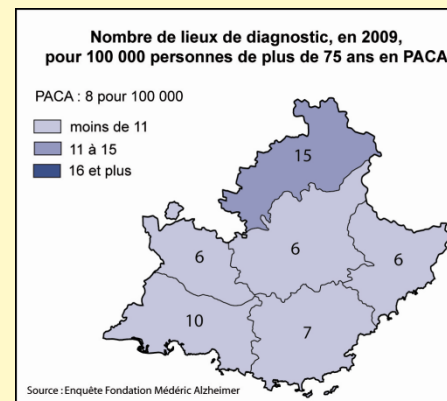 Nombre de lieux de diagnostic, en 2009,
pour 100 000 personnes de plus de 75 ans en PACA
PACA : 8 pour 100 000
moins de 11
11 à 15
16 et plus
15
6
6
6
10
7
Source : Enquête Fondation Médéric Alzheimer